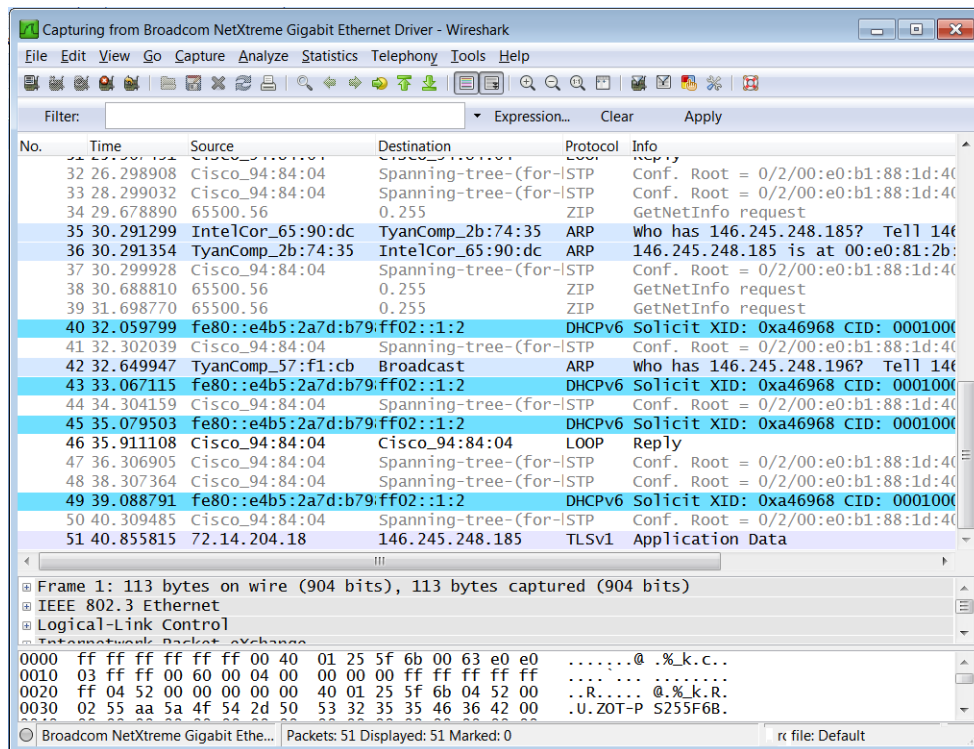 Capturing from Broadcom NetXtreme Gigabit Ethernet Driver - Wireshark
File Edit View Go Capture Analyze Statistics Telephony Tools Help
Filter: Expression... Clear Apply
No. Time Source Destination Protocol Info
32 26.298908 Cisco_94:84:04 Spanning-tree-(for- STP Conf. Root = 0/2/00:e0:b1:88:1d:40
33 28.299032 Cisco_94:84:04 Spanning-tree-(for- STP Conf. Root = 0/2/00:e0:b1:88:1d:40
34 29.678890 65500.56 0.255 ZIP GetNetInfo request
35 30.291299 IntelCor_65:90:dc TyanComp_2b:74:35 ARP Who has 146.245.248.185? Tell 146
36 30.291354 TyanComp_2b:74:35 IntelCor_65:90:dc ARP 146.245.248.185 is at 00:e0:81:2b:
37 30.299928 Cisco_94:84:04 Spanning-tree-(for- STP Conf. Root = 0/2/00:e0:b1:88:1d:40
38 30.688810 65500.56 0.255 ZIP GetNetInfo request
39 31.698770 65500.56 0.255 ZIP GetNetInfo request
40 32.059799 fe80::e4b5:2a7d:b79 ff02::1:2 DHCPv6 Solicit XID: 0xa46968 CID: 0001000
41 32.302039 Cisco_94:84:04 Spanning-tree-(for- STP Conf. Root = 0/2/00:e0:b1:88:1d:40
42 32.649947 TyanComp_57:f1:cb Broadcast ARP Who has 146.245.248.196? Tell 146
43 33.067115 fe80::e4b5:2a7d:b79 ff02::1:2 DHCPv6 Solicit XID: 0xa46968 CID: 0001000
44 34.304159 Cisco_94:84:04 Spanning-tree-(for- STP Conf. Root = 0/2/00:e0:b1:88:1d:40
45 35.079503 fe80::e4b5:2a7d:b79 ff02::1:2 DHCPv6 Solicit XID: 0xa46968 CID: 0001000
46 35.911108 Cisco_94:84:04 Cisco_94:84:04 LOOP Reply
47 36.306905 Cisco_94:84:04 Spanning-tree-(for- STP Conf. Root = 0/2/00:e0:b1:88:1d:40
48 38.307364 Cisco_94:84:04 Spanning-tree-(for- STP Conf. Root = 0/2/00:e0:b1:88:1d:40
49 39.088791 fe80::e4b5:2a7d:b79 ff02::1:2 DHCPv6 Solicit XID: 0xa46968 CID: 0001000
50 40.309485 Cisco_94:84:04 Spanning-tree-(for- STP Conf. Root = 0/2/00:e0:b1:88:1d:40
51 40.855815 72.14.204.18 146.245.248.185 TLSv1 Application Data
Frame 1: 113 bytes on wire (904 bits), 113 bytes captured (904 bits)
IEEE 802.3 Ethernet
Logical-Link Control
Internetwork Packet eXchange
0000 ff ff ff ff ff ff 00 40 01 25 5f 6b 00 63 e0 e0 .......@ .%_k.c..
0010 03 ff ff 00 60 00 04 00 00 00 00 ff ff ff ff ff ....`... ........
0020 ff 04 52 00 00 00 00 00 40 01 25 5f 6b 04 52 00 ..R..... @.%_k.R.
0030 02 55 aa 5a 4f 54 2d 50 53 32 35 35 46 36 42 00 .U.ZOT-P S255F6B.
Broadcom NetXtreme Gigabit Ethe... Packets: 51 Displayed: 51 Marked: 0 file: Default